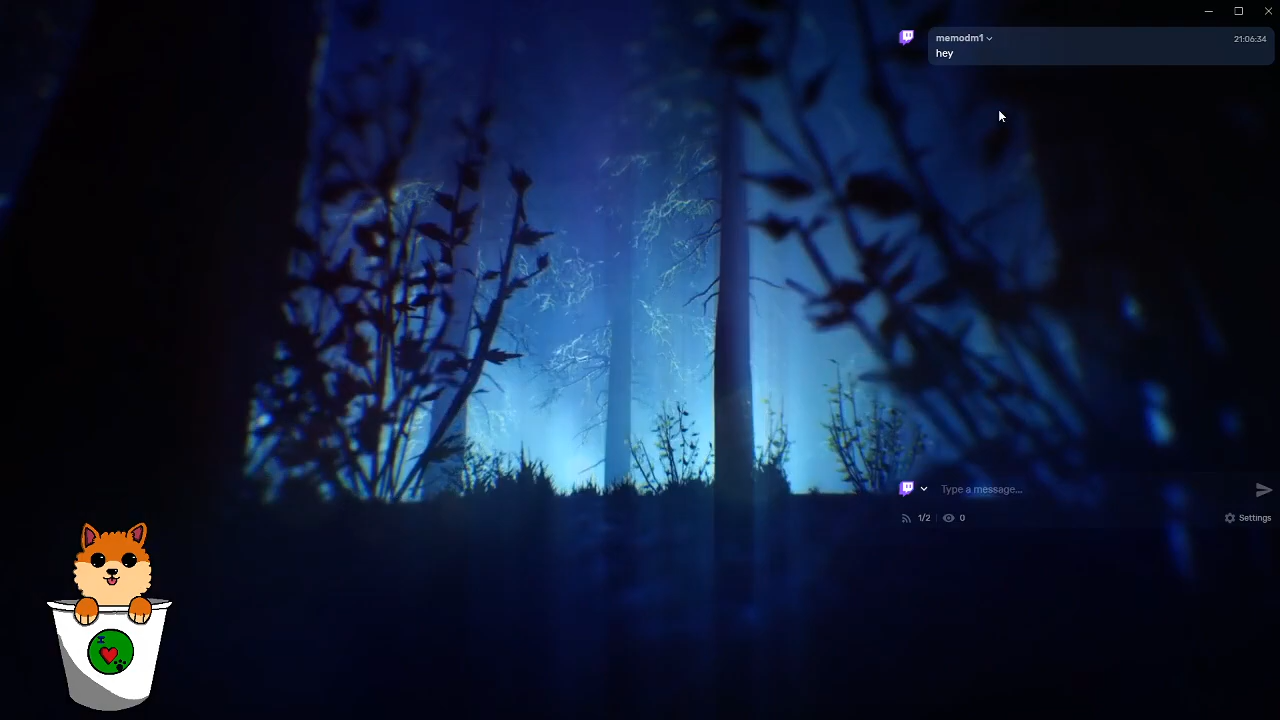 memodm1
21:06:34
hey
Type a message...
1/2
0
Settings
I